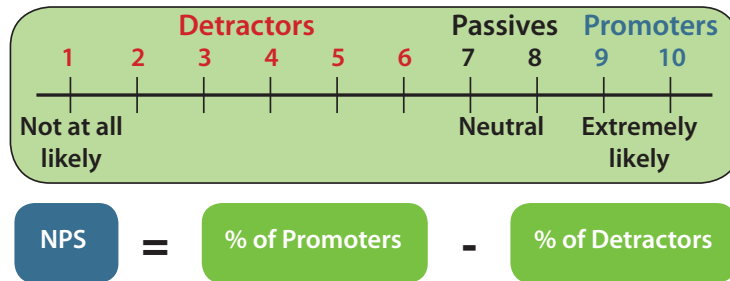 Detractors Passives Promoters
1 2 3 4 5 6 7 8 9 10
Not at all Neutral Extremely
likely likely
NPS = % of Promoters - % of Detractors